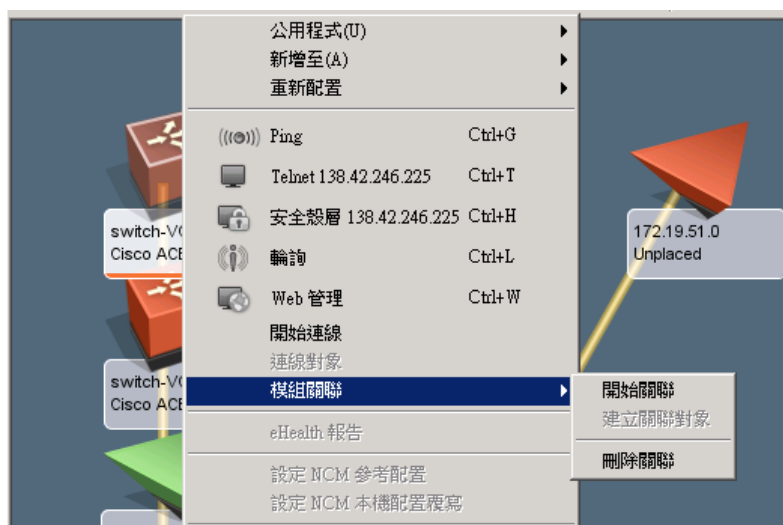 公用程式(U)
新增至(A)
重新配置
Ping Ctrl+G
Telnet 138.42.246.225 Ctrl+T
安全殼層 138.42.246.225 Ctrl+H
輪詢 Ctrl+L
Web 管理 Ctrl+W
開始連線
連線對象
模組關聯
eHealth 報告
設定 NCM 參考配置
設定 NCM 本機配置覆寫
開始關聯
建立關聯對象
刪除關聯
switch-VC
Cisco ACE
switch-VC
Cisco ACE
172.19.51.0
Unplaced